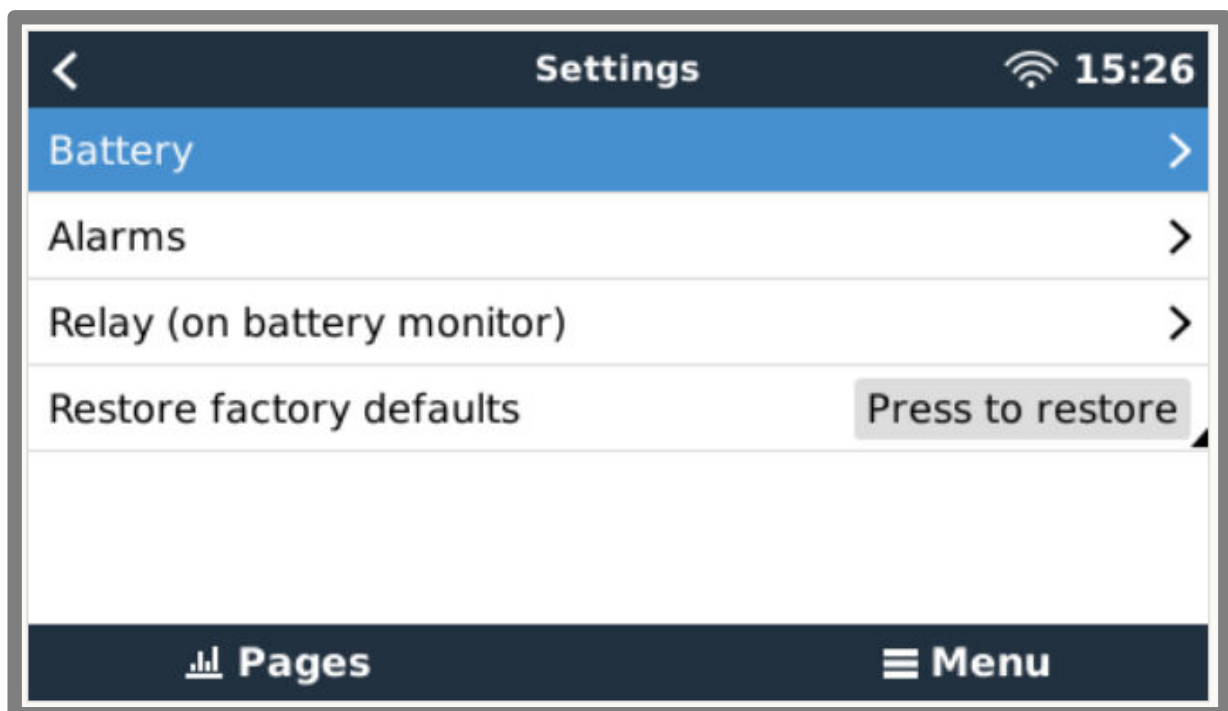 Settings 15:26
Battery
Alarms
Relay (on battery monitor)
Restore factory defaults Press to restore
Pages Menu